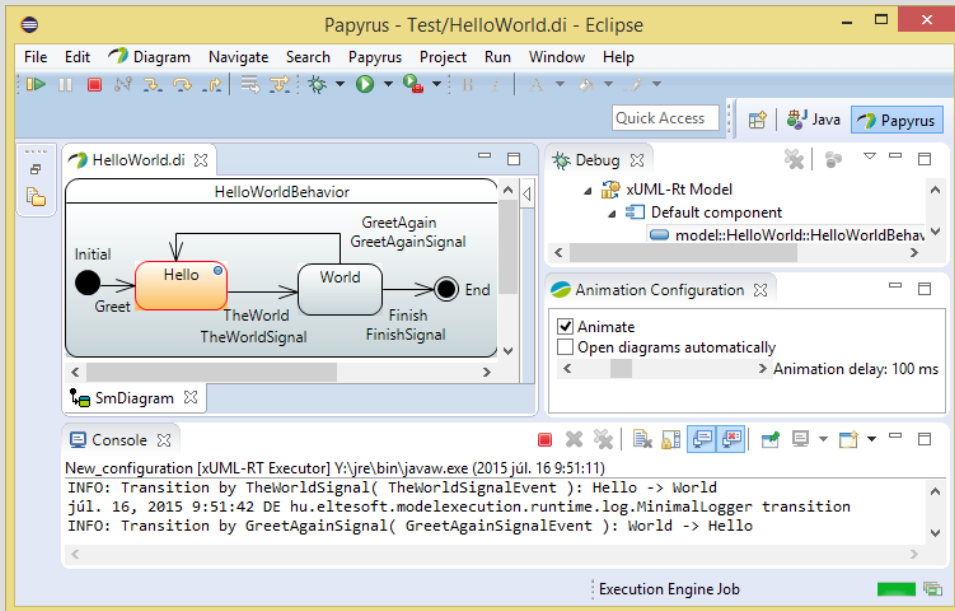 Papyrus - Test/HelloWorld.di - Eclipse
File Edit Diagram Navigate Search Papyrus Project Run Window Help
Quick Access
Java
Papyrus
HelloWorld.di
HelloWorldBehavior
GreetAgain
GreetAgainSignal
Initial
Hello
World
End
Greet
TheWorld
TheWorldSignal
Finish
FinishSignal
SmDiagram
Debug
xUML-Rt Model
Default component
model::HelloWorld::HelloWorldBehav
Animation Configuration
Animate
Open diagrams automatically
Animation delay: 100 ms
Console
New_configuration [xUML-RT Executor] Y:\jre\bin\javaw.exe (2015 júl. 16 9:51:11)
INFO: Transition by TheWorldSignal( TheWorldSignalEvent ): Hello -> World
júl. 16, 2015 9:51:42 DE hu.eltesoft.modelexecution.runtime.log.MinimalLogger transition
INFO: Transition by GreetAgainSignal( GreetAgainSignalEvent ): World -> Hello
Execution Engine Job